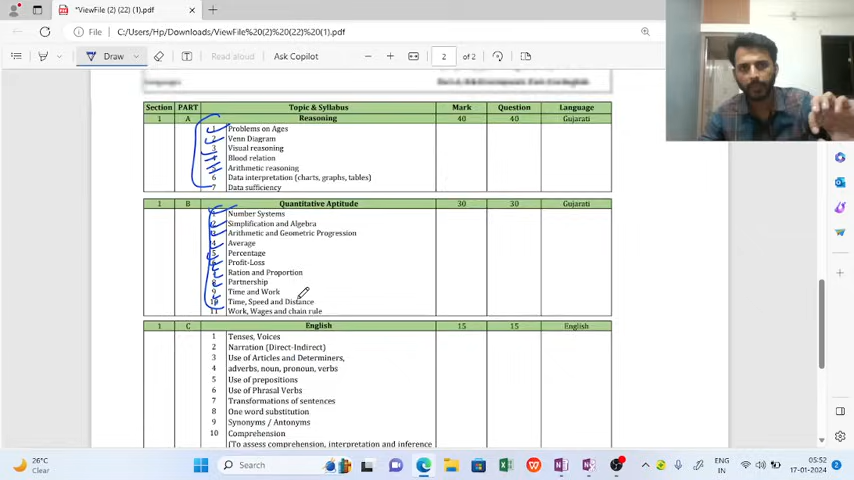 *ViewFile (2) (22) (1).pdf
File
C:/Users/Hp/Downloads/ViewFile%20(2)%20(22)%20(1).pdf
Draw
Read aloud
Ask Copilot
2
of 2
Section PART Topic & Syllabus Mark Question Language
1 A Reasoning 40 40 Gujarati
1 Problems on Ages
2 Venn Diagram
3 Visual reasoning
4 Blood relation
Arithmetic reasoning
6 Data interpretation (charts, graphs, tables)
7 Data sufficiency
1 B Quantitative Aptitude 30 30 Gujarati
1 Number Systems
2 Simplification and Algebra
3 Arithmetic and Geometric Progression
4 Average
5 Percentage
Profit-Loss
Ration and Proportion
8 Partnership
9 Time and Work
10 Time, Speed and Distance
11 Work, Wages and chain rule
1 C English 15 15 English
1 Tenses, Voices
2 Narration (Direct-Indirect)
3 Use of Articles and Determiners,
4 adverbs, noun, pronoun, verbs
5 Use of prepositions
6 Use of Phrasal Verbs
7 Transformations of sentences
8 One word substitution
9 Synonyms / Antonyms
10 Comprehension
(To assess comprehension, interpretation and inference
26°C
Clear
Search
ENG
IN
05:52
17-01-2024